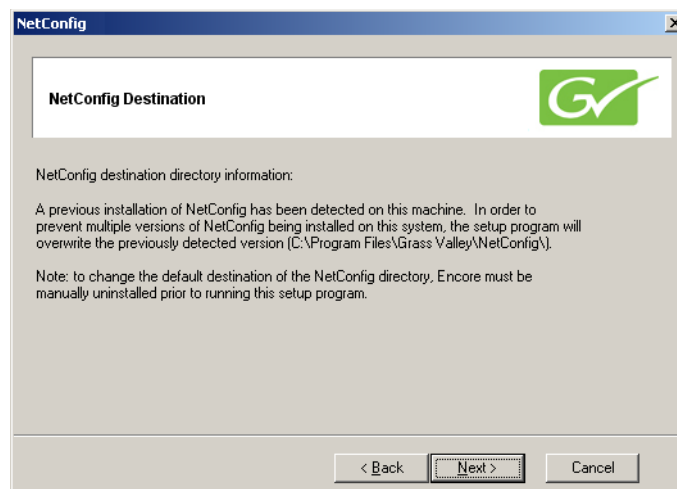 NetConfig
NetConfig Destination
GV
NetConfig destination directory information:
A previous installation of NetConfig has been detected on this machine. In order to
prevent multiple versions of NetConfig being installed on this system, the setup program will
overwrite the previously detected version (C:\Program Files\Grass Valley\NetConfig\).
Note: to change the default destination of the NetConfig directory, Encore must be
manually uninstalled prior to running this setup program.
< Back Next > Cancel